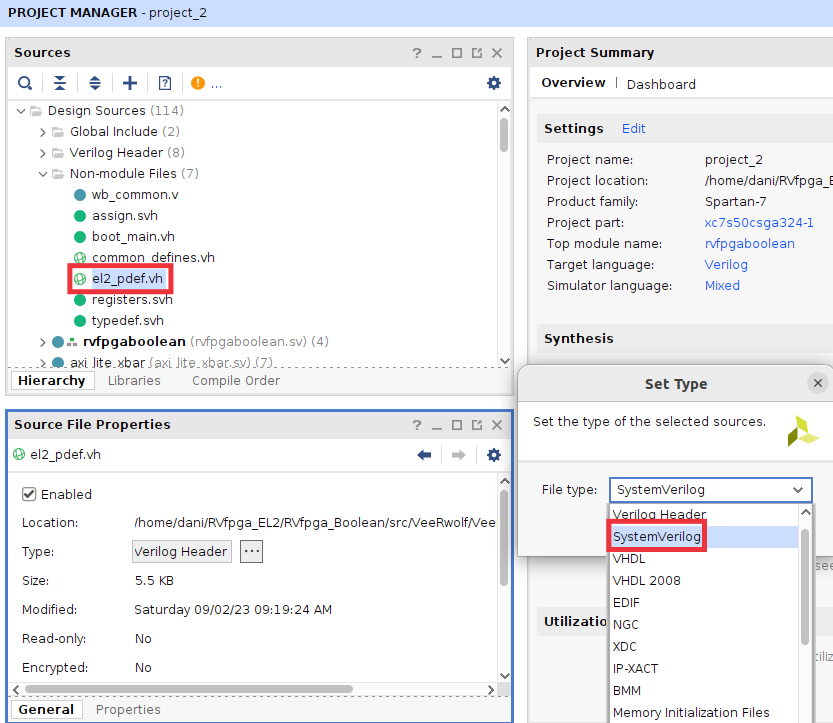 PROJECT MANAGER - project_2
Sources
? _
...
Design Sources (114)
Global Include (2)
Verilog Header (8)
Non-module Files (7)
wb_common.v
assign.svh
boot_main.vh
common_defines.vh
el2_pdef.vh
registers.svh
typedef.svh
rvfpgaboolean (rvfpgaboolean.sv) (4)
axi_lite_xbar (axi_lite_xbar.sv) (7)
Hierarchy Libraries Compile Order
Source File Properties
? _
el2_pdef.vh
Enabled
Location: /home/dani/RVfpga_EL2/RVfpga_Boolean/src/VeeRwolf/Vee
Type: Verilog Header ...
Size: 5.5 KB
Modified: Saturday 09/02/23 09:19:24 AM
Read-only: No
Encrypted: No
General Properties
Project Summary
Overview | Dashboard
Settings Edit
Project name: project_2
Project location: /home/dani/RVfpga_EL
Product family: Spartan-7
Project part: xc7s50csga324-1
Top module name: rvfpgaboolean
Target language: Verilog
Simulator language: Mixed
Synthesis
Set Type
Set the type of the selected sources.
File type: SystemVerilog
Verilog Header
SystemVerilog
VHDL
VHDL 2008
EDIF
NGC
XDC
IP-XACT
BMM
Memory Initialization Files
see
Utilizatio
tiliz